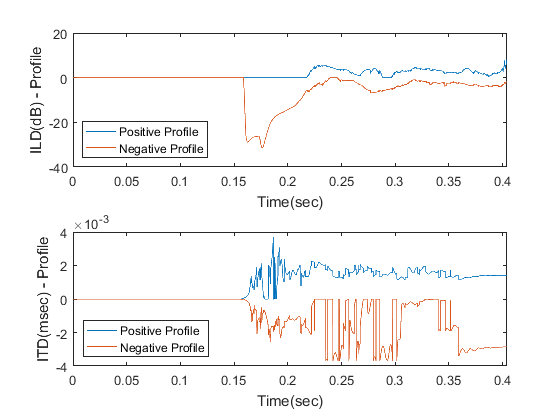 20
0
-20
-40
ILD(dB) - Profile
Positive Profile
Negative Profile
0 0.05 0.1 0.15 0.2 0.25 0.3 0.35 0.4
Time(sec)
×10⁻³
4
2
0
-2
-4
ITD(msec) - Profile
Positive Profile
Negative Profile
0 0.05 0.1 0.15 0.2 0.25 0.3 0.35 0.4
Time(sec)